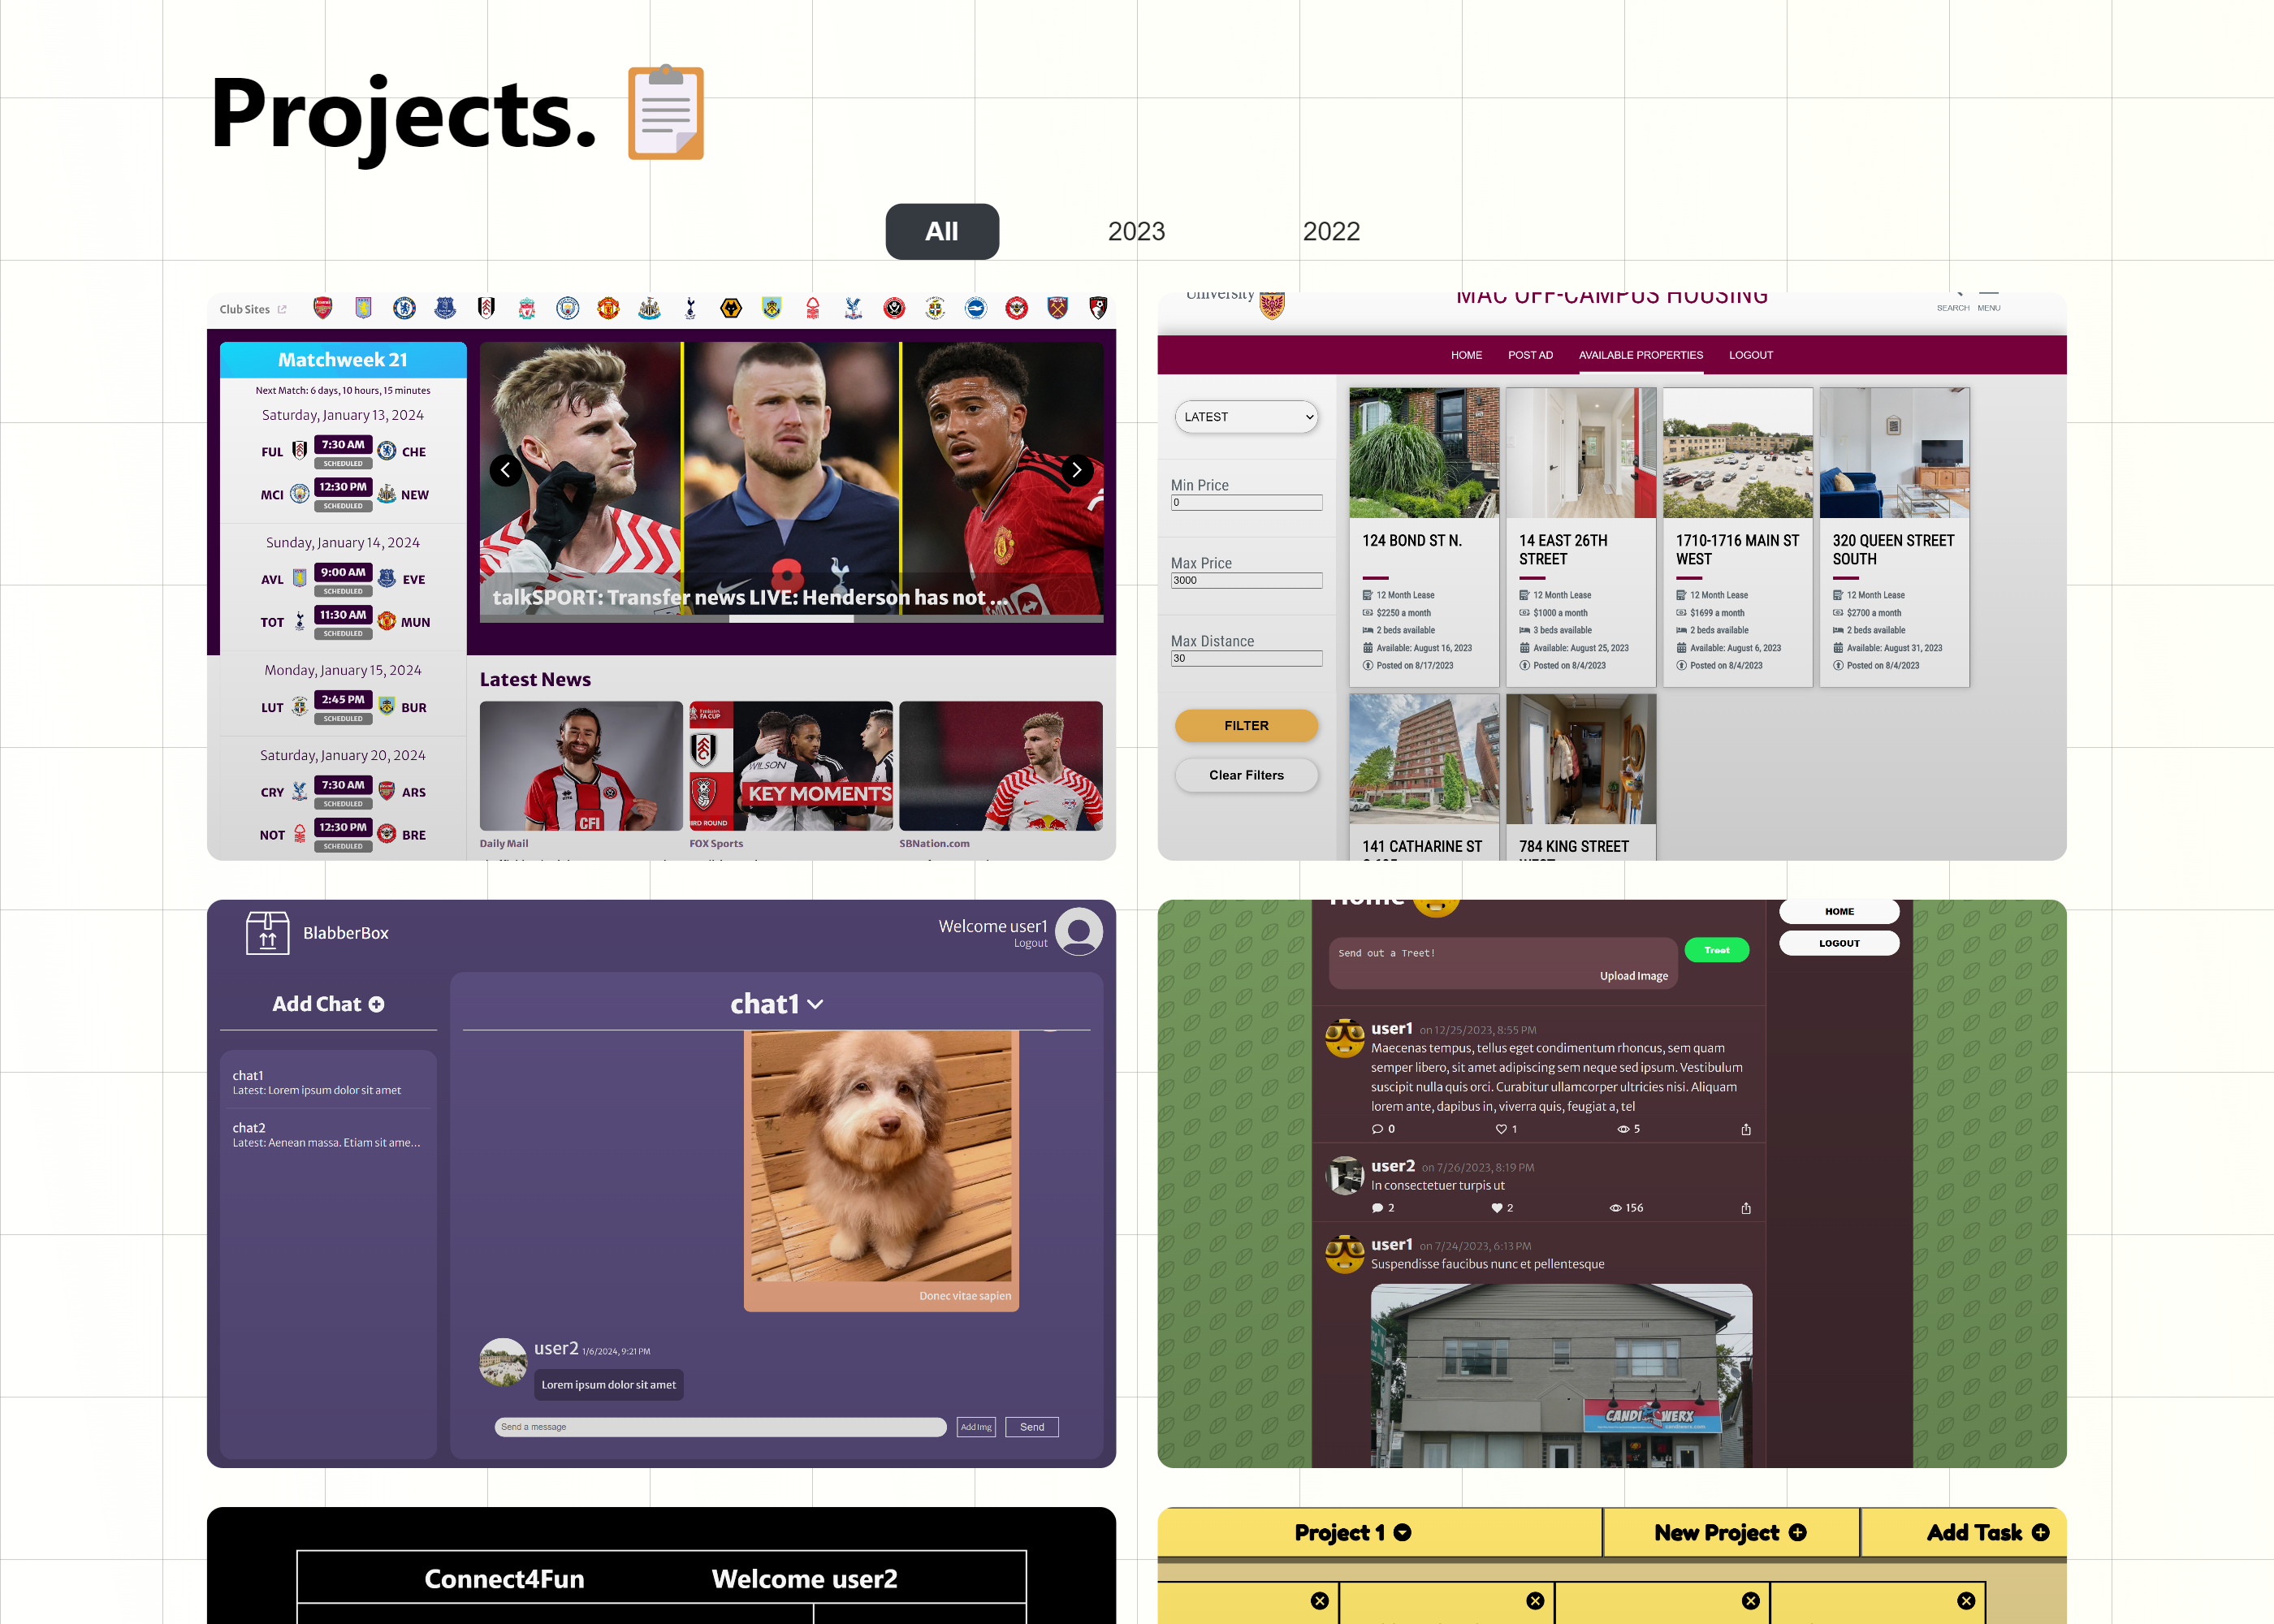 Projects.
All
2023
2022
Club Sites
Matchweek 21
Next Match: 6 days, 10 hours, 15 minutes
Saturday, January 13, 2024
FUL 7:30 AM CHE
SCHEDULED
MCI 12:30 PM NEW
SCHEDULED
Sunday, January 14, 2024
AVL 9:00 AM EVE
SCHEDULED
TOT 11:30 AM MUN
SCHEDULED
Monday, January 15, 2024
LUT 2:45 PM BUR
SCHEDULED
Saturday, January 20, 2024
CRY 7:30 AM ARS
SCHEDULED
NOT 12:30 PM BRE
SCHEDULED
talkSPORT: Transfer news LIVE: Henderson has not ...
Latest News
CFI
Emirates
FA CUP
WILSON
KEY MOMENTS
Daily Mail
FOX Sports
SBNation.com
University
MAC OFF-CAMPUS HOUSING
SEARCH MENU
HOME
POST AD
AVAILABLE PROPERTIES
LOGOUT
LATEST
Min Price
0
Max Price
3000
Max Distance
30
FILTER
Clear Filters
124 BOND ST N.
12 Month Lease
$2250 a month
2 beds available
Available: August 16, 2023
Posted on 8/17/2023
14 EAST 26TH
STREET
12 Month Lease
$1000 a month
3 beds available
Available: August 25, 2023
Posted on 8/4/2023
1710-1716 MAIN ST
WEST
12 Month Lease
$1699 a month
2 beds available
Available: August 6, 2023
Posted on 8/4/2023
320 QUEEN STREET
SOUTH
12 Month Lease
$2700 a month
2 beds available
Available: August 31, 2023
Posted on 8/4/2023
141 CATHARINE ST
784 KING STREET
BlabberBox
Welcome user1
Logout
Add Chat
chat1
Latest: Lorem ipsum dolor sit amet
chat2
Latest: Aenean massa. Etiam sit ame...
chat1
Donec vitae sapien
user2 1/6/2024, 9:21 PM
Lorem ipsum dolor sit amet
Send a message
Add Img
Send
Home
Send out a Treet!
Upload Image
Treet
HOME
LOGOUT
user1 on 12/25/2023, 8:55 PM
Maecenas tempus, tellus eget condimentum rhoncus, sem quam
semper libero, sit amet adipiscing sem neque sed ipsum. Vestibulum
suscipit nulla quis orci. Curabitur ullamcorper ultricies nisi. Aliquam
lorem ante, dapibus in, viverra quis, feugiat a, tel
0 1 5
user2 on 7/26/2023, 8:19 PM
In consectetuer turpis ut
2 2 156
user1 on 7/24/2023, 6:13 PM
Suspendisse faucibus nunc et pellentesque
CANDI WERX
Connect4Fun
Welcome user2
Project 1
New Project
Add Task